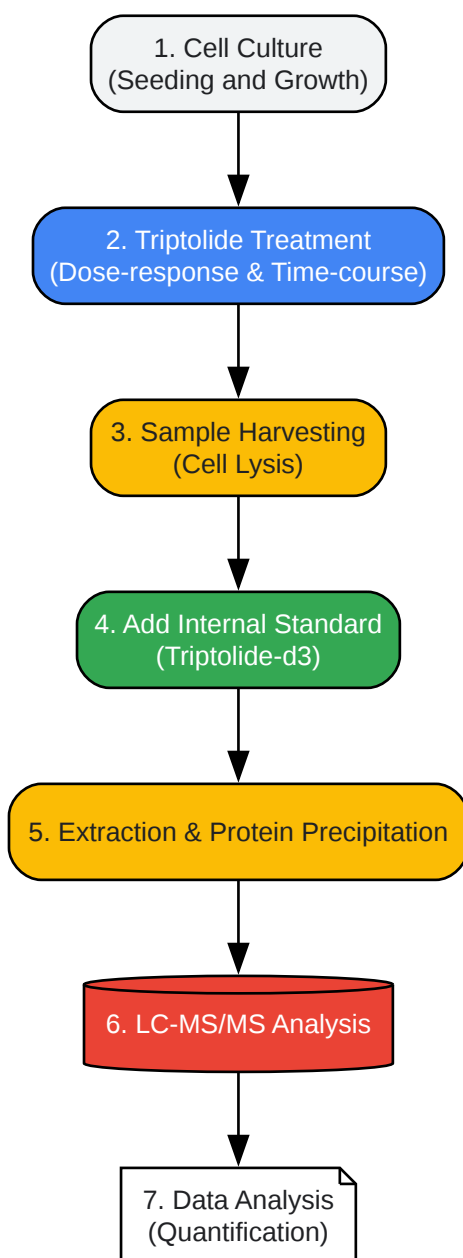 1. Cell Culture
(Seeding and Growth)
2. Triptolide Treatment
(Dose-response & Time-course)
3. Sample Harvesting
(Cell Lysis)
4. Add Internal Standard
(Triptolide-d3)
5. Extraction & Protein Precipitation
6. LC-MS/MS Analysis
7. Data Analysis
(Quantification)